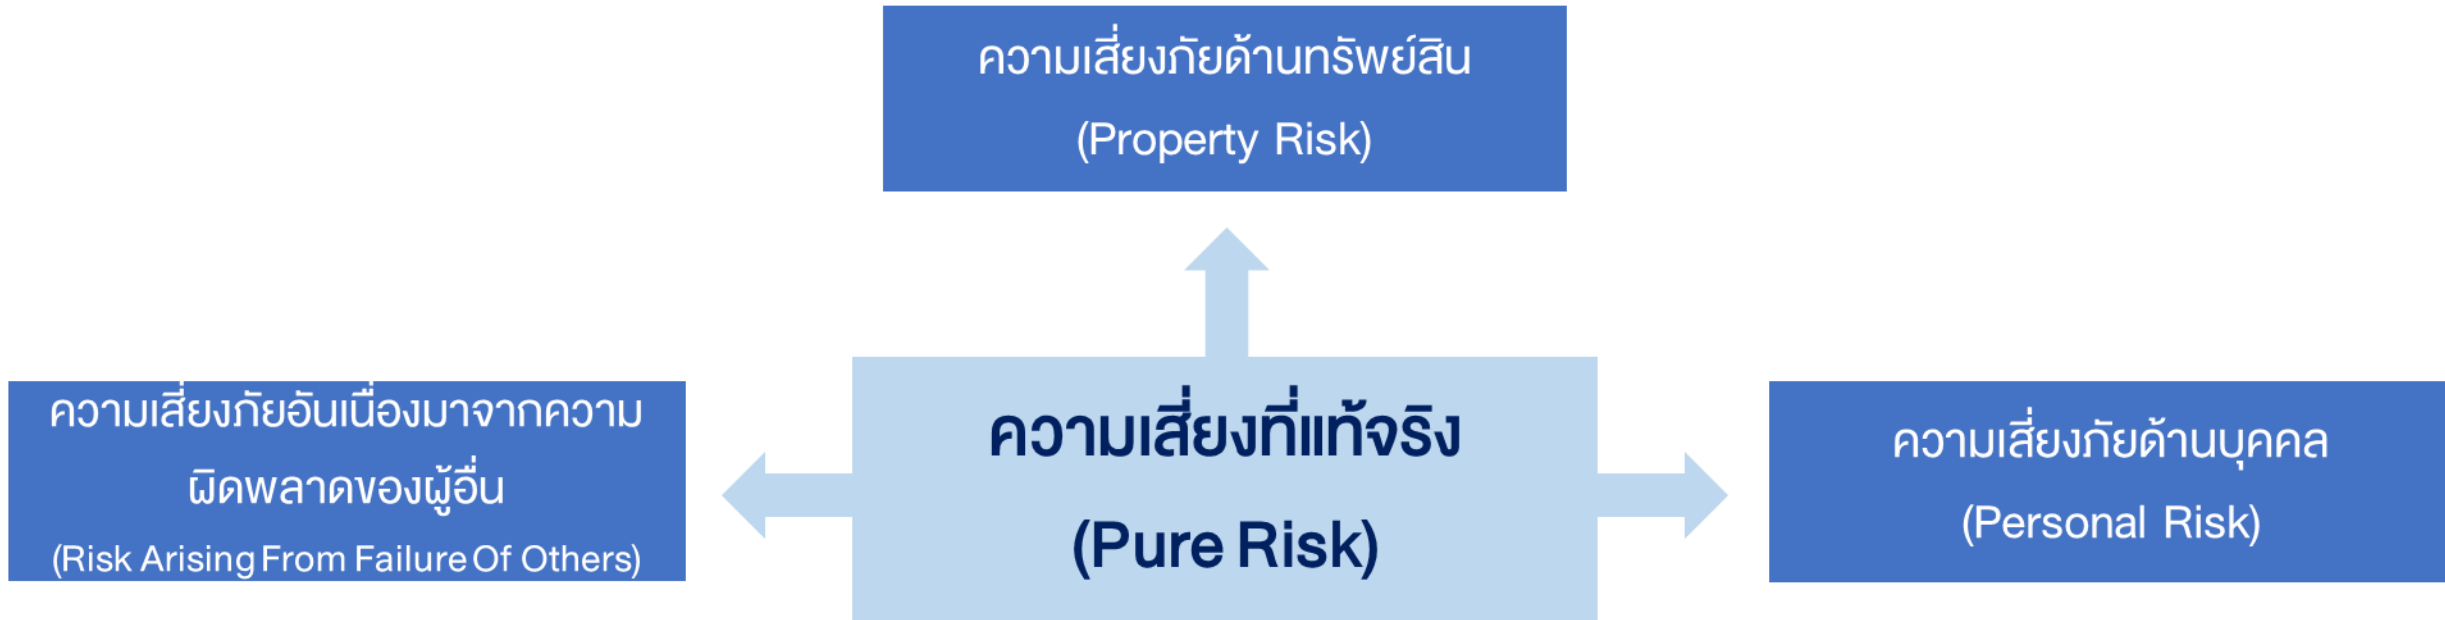 ความเสี่ยงภัยด้านทรัพย์สิน
(Property Risk)
ความเสี่ยงภัยอันเนื่องมาจากความ
ผิดพลาดของผู้อื่น
(Risk Arising From Failure Of Others)
ความเสี่ยงที่แท้จริง
(Pure Risk)
ความเสี่ยงภัยด้านบุคคล
(Personal Risk)